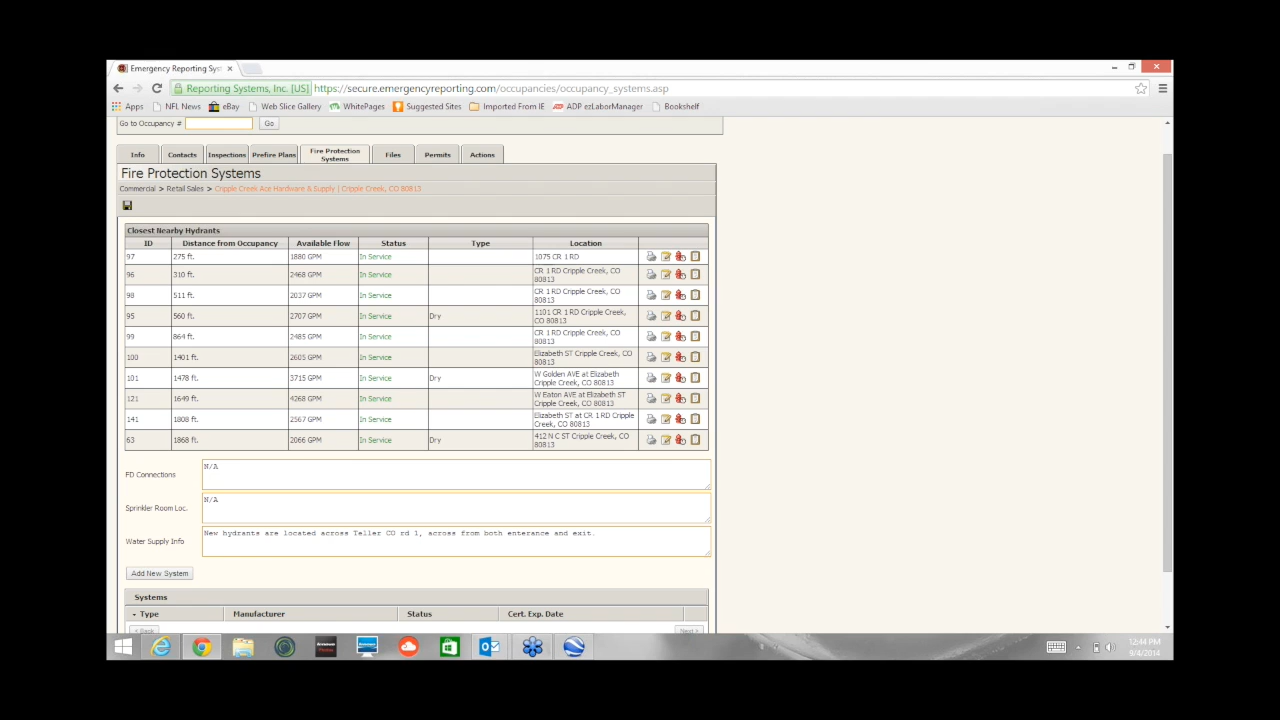 Emergency Reporting Sys
Reporting Systems, Inc. [US] https://secure.emergencyreporting.com/occupancies/occupancy_systems.asp
Apps NFL News eBay Web Slice Gallery WhitePages Suggested Sites Imported From IE ADP ezLaborManager Bookshelf
Go to Occupancy # Go
Info Contacts Inspections Prefire Plans Fire Protection Systems Files Permits Actions
Fire Protection Systems
Commercial > Retail Sales > Cripple Creek Ace Hardware & Supply | Cripple Creek, CO 80813
Closest Nearby Hydrants
ID Distance from Occupancy Available Flow Status Type Location
97 275 ft. 1880 GPM In Service 1075 CR 1 RD
96 310 ft. 2468 GPM In Service CR 1 RD Cripple Creek, CO 80813
98 511 ft. 2037 GPM In Service CR 1 RD Cripple Creek, CO 80813
95 560 ft. 2707 GPM In Service Dry 1101 CR 1 RD Cripple Creek, CO 80813
99 864 ft. 2485 GPM In Service CR 1 RD Cripple Creek, CO 80813
100 1401 ft. 2605 GPM In Service Elizabeth ST Cripple Creek, CO 80813
101 1478 ft. 3715 GPM In Service Dry W Golden AVE at Elizabeth Cripple Creek, CO 80813
121 1649 ft. 4268 GPM In Service W Eaton AVE at Elizabeth ST Cripple Creek, CO 80813
141 1808 ft. 2567 GPM In Service Elizabeth ST at CR 1 RD Cripple Creek, CO 80813
63 1868 ft. 2066 GPM In Service Dry 412 N C ST Cripple Creek, CO 80813
FD Connections N/A
Sprinkler Room Loc. N/A
Water Supply Info New hydrants are located across Teller CO rd 1, across from both enterance and exit.
Add New System
Systems
Type Manufacturer Status Cert. Exp. Date
< Back Next >
12:44 PM
9/4/2014